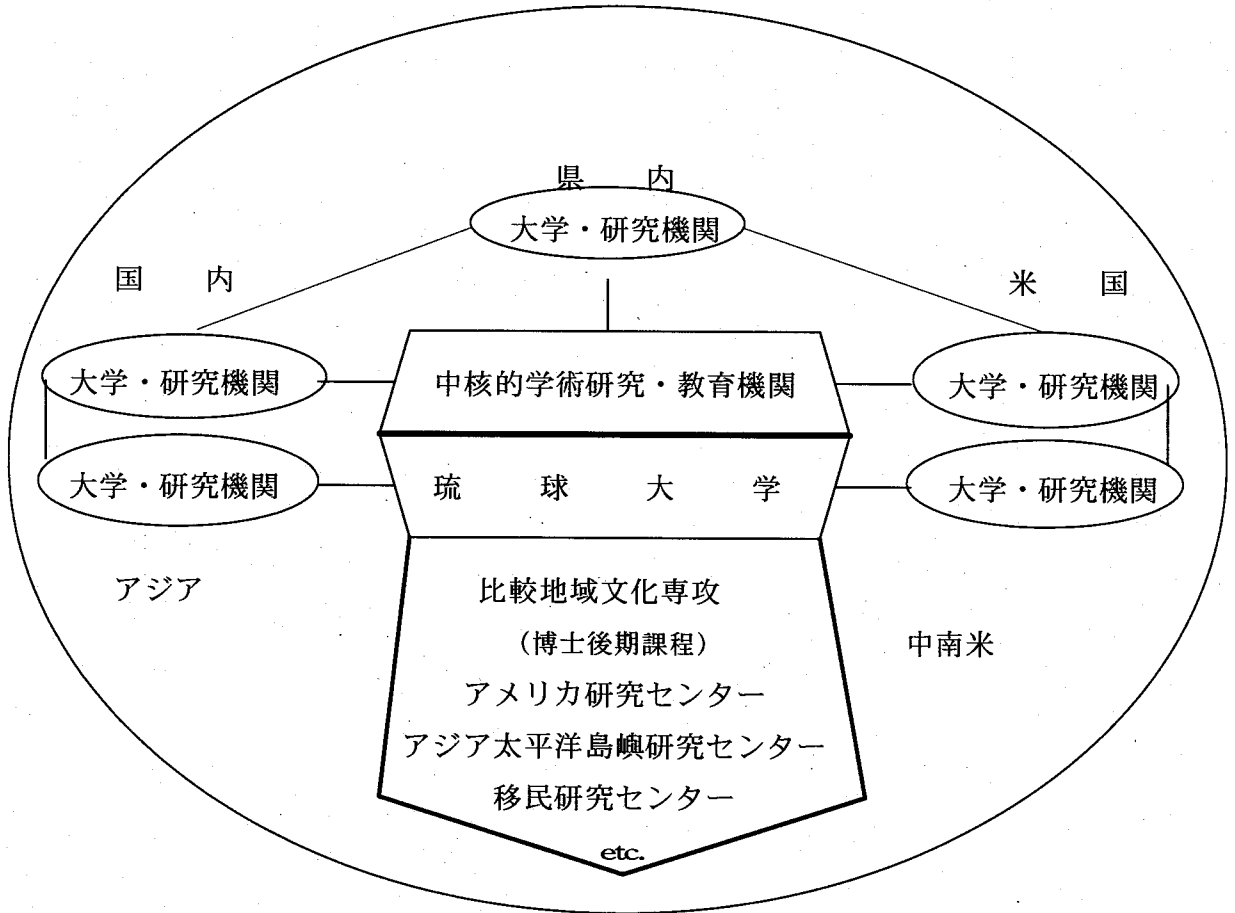 県 内
大学・研究機関
国 内
米 国
大学・研究機関
中核的学術研究・教育機関
大学・研究機関
大学・研究機関
琉 球 大 学
大学・研究機関
アジア
比較地域文化専攻
(博士後期課程)
中南米
アメリカ研究センター
アジア太平洋島嶼研究センター
移民研究センター
etc.